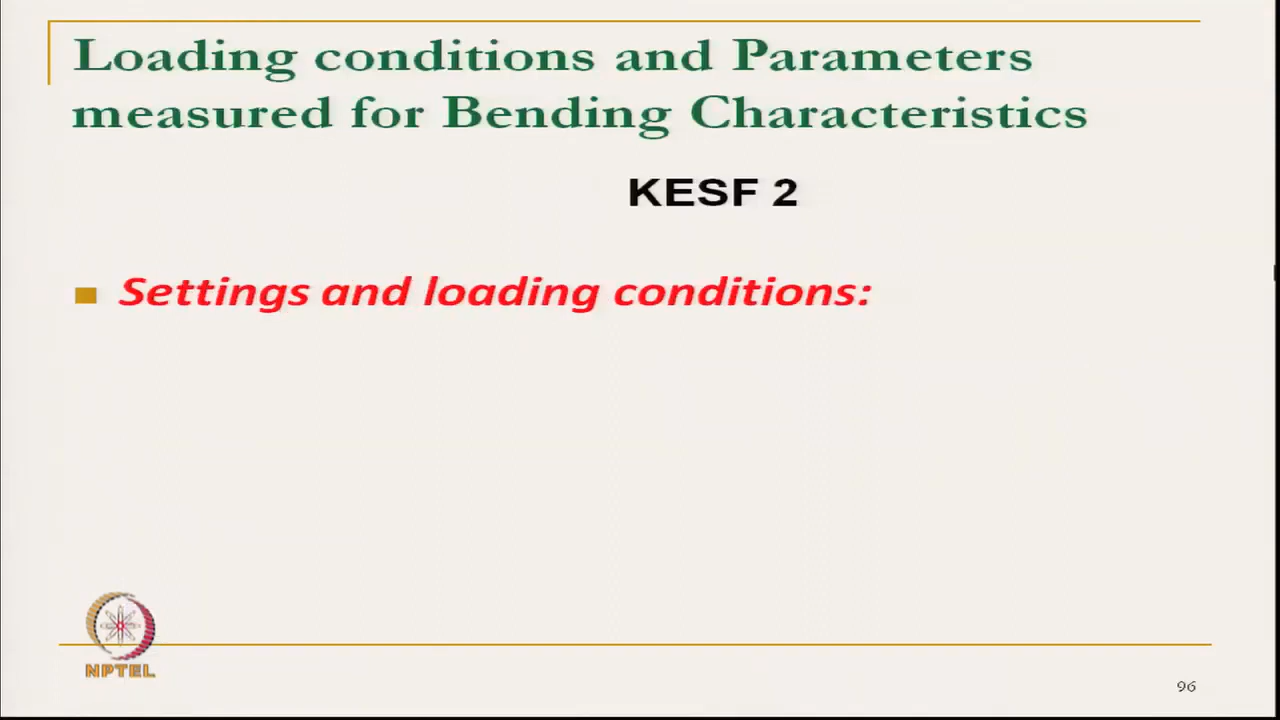 Loading conditions and Parameters
measured for Bending Characteristics
KESF 2
Settings and loading conditions:
NPTEL
96